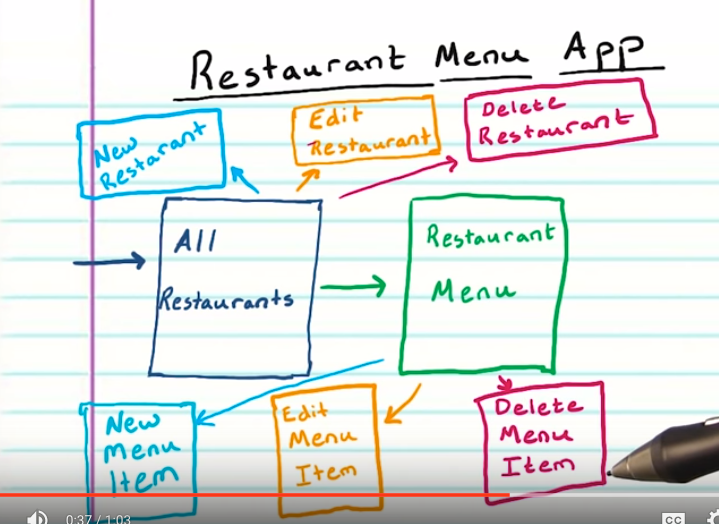 Restaurant Menu App
New
Restarant
Edit
Restaurant
Delete
Restaurant
All
Restaurants
Restaurant
Menu
New
menu
Item
Edit
Menu
Item
Delete
Menu
Item
0:37 / 1:03
CC